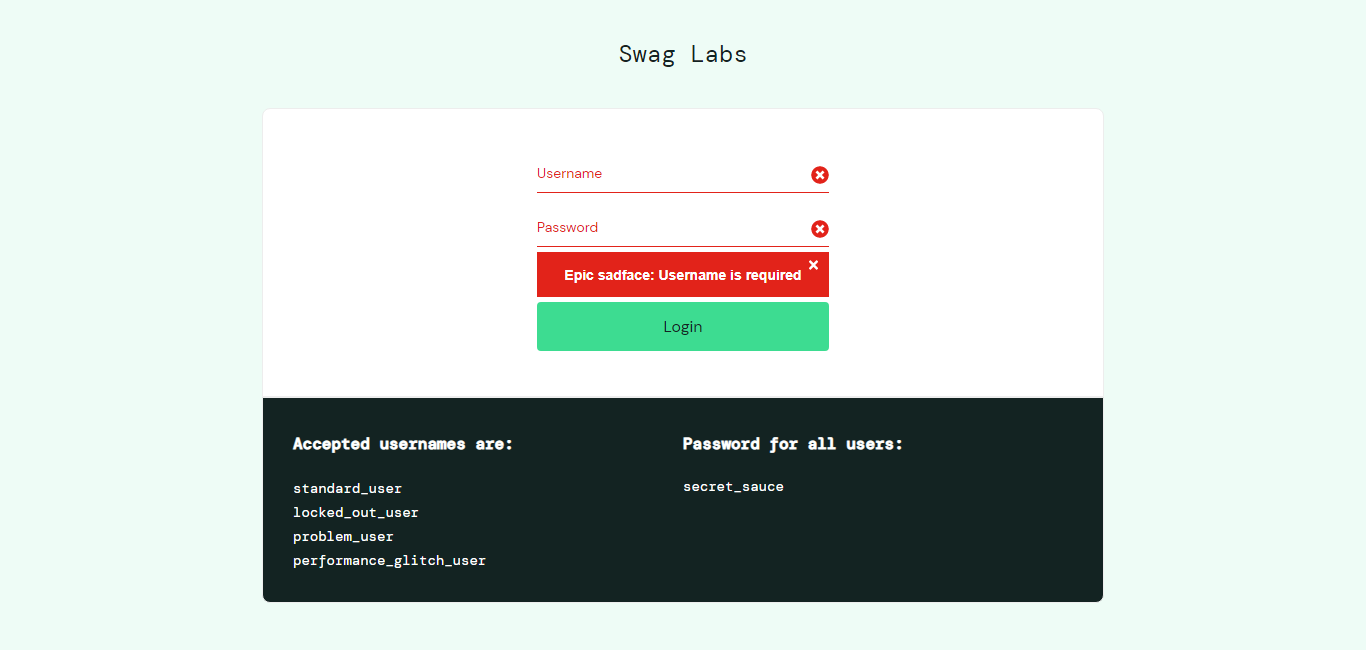 Swag Labs
Username
Password
Epic sadface: Username is required
Login
Accepted usernames are:
standard_user
locked_out_user
problem_user
performance_glitch_user
Password for all users:
secret_sauce